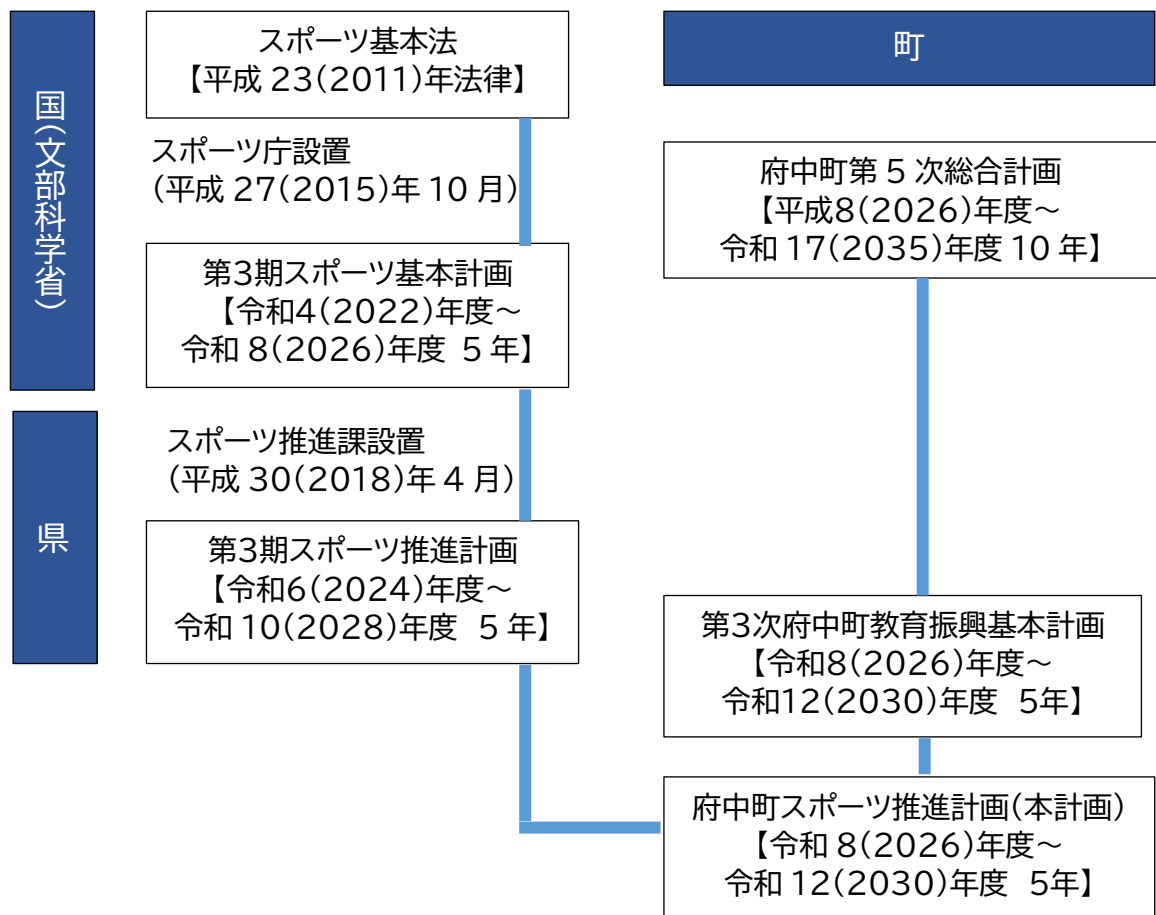 国(文部科学省)
スポーツ基本法
【平成 23(2011)年法律】
スポーツ庁設置
(平成 27(2015)年 10 月)
第3期スポーツ基本計画
【令和4(2022)年度～
令和 8(2026)年度 5 年】
県
スポーツ推進課設置
(平成 30(2018)年 4 月)
第3期スポーツ推進計画
【令和6(2024)年度～
令和 10(2028)年度 5 年】
町
府中町第 5 次総合計画
【平成8(2026)年度～
令和 17(2035)年度 10 年】
第3次府中町教育振興基本計画
【令和8(2026)年度～
令和12(2030)年度 5年】
府中町スポーツ推進計画(本計画)
【令和 8(2026)年度～
令和 12(2030)年度 5年】